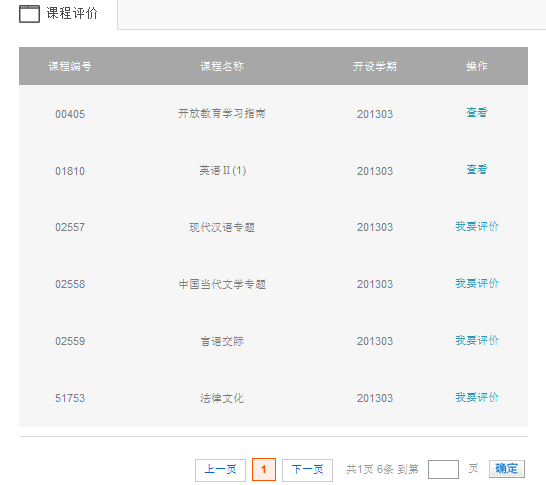 课程评价
课程编号 课程名称 开设学期 操作
00405 开放教育学习指南 201303 查看
01810 英语Ⅱ(1) 201303 查看
02557 现代汉语专题 201303 我要评价
02558 中国当代文学专题 201303 我要评价
02559 言语交际 201303 我要评价
51753 法律文化 201303 我要评价
上一页 1 下一页 共1页 6条 到第 页 确定